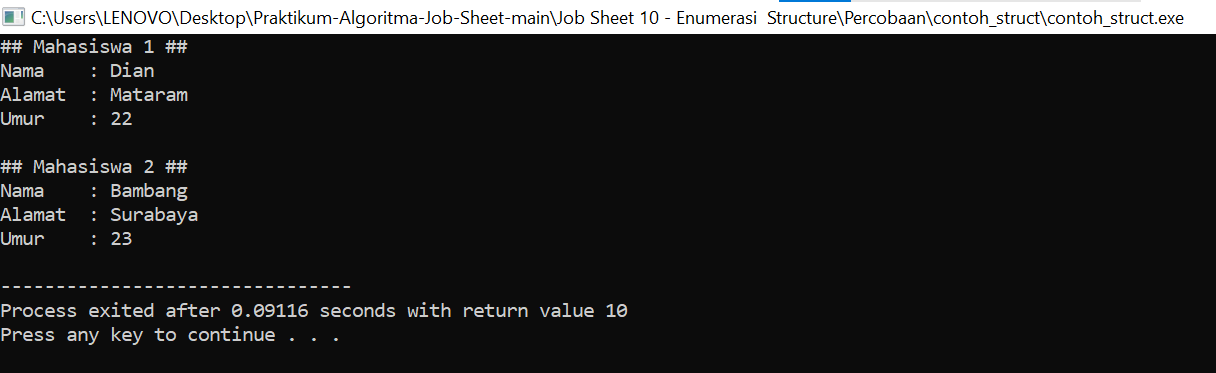 C:\Users\LENOVO\Desktop\Praktikum-Algoritma-Job-Sheet-main\Job Sheet 10 - Enumerasi  Structure\Percobaan\contoh_struct\contoh_struct.exe
## Mahasiswa 1 ##
Nama    : Dian
Alamat  : Mataram
Umur    : 22

## Mahasiswa 2 ##
Nama    : Bambang
Alamat  : Surabaya
Umur    : 23

--------------------------------
Process exited after 0.09116 seconds with return value 10
Press any key to continue . . .